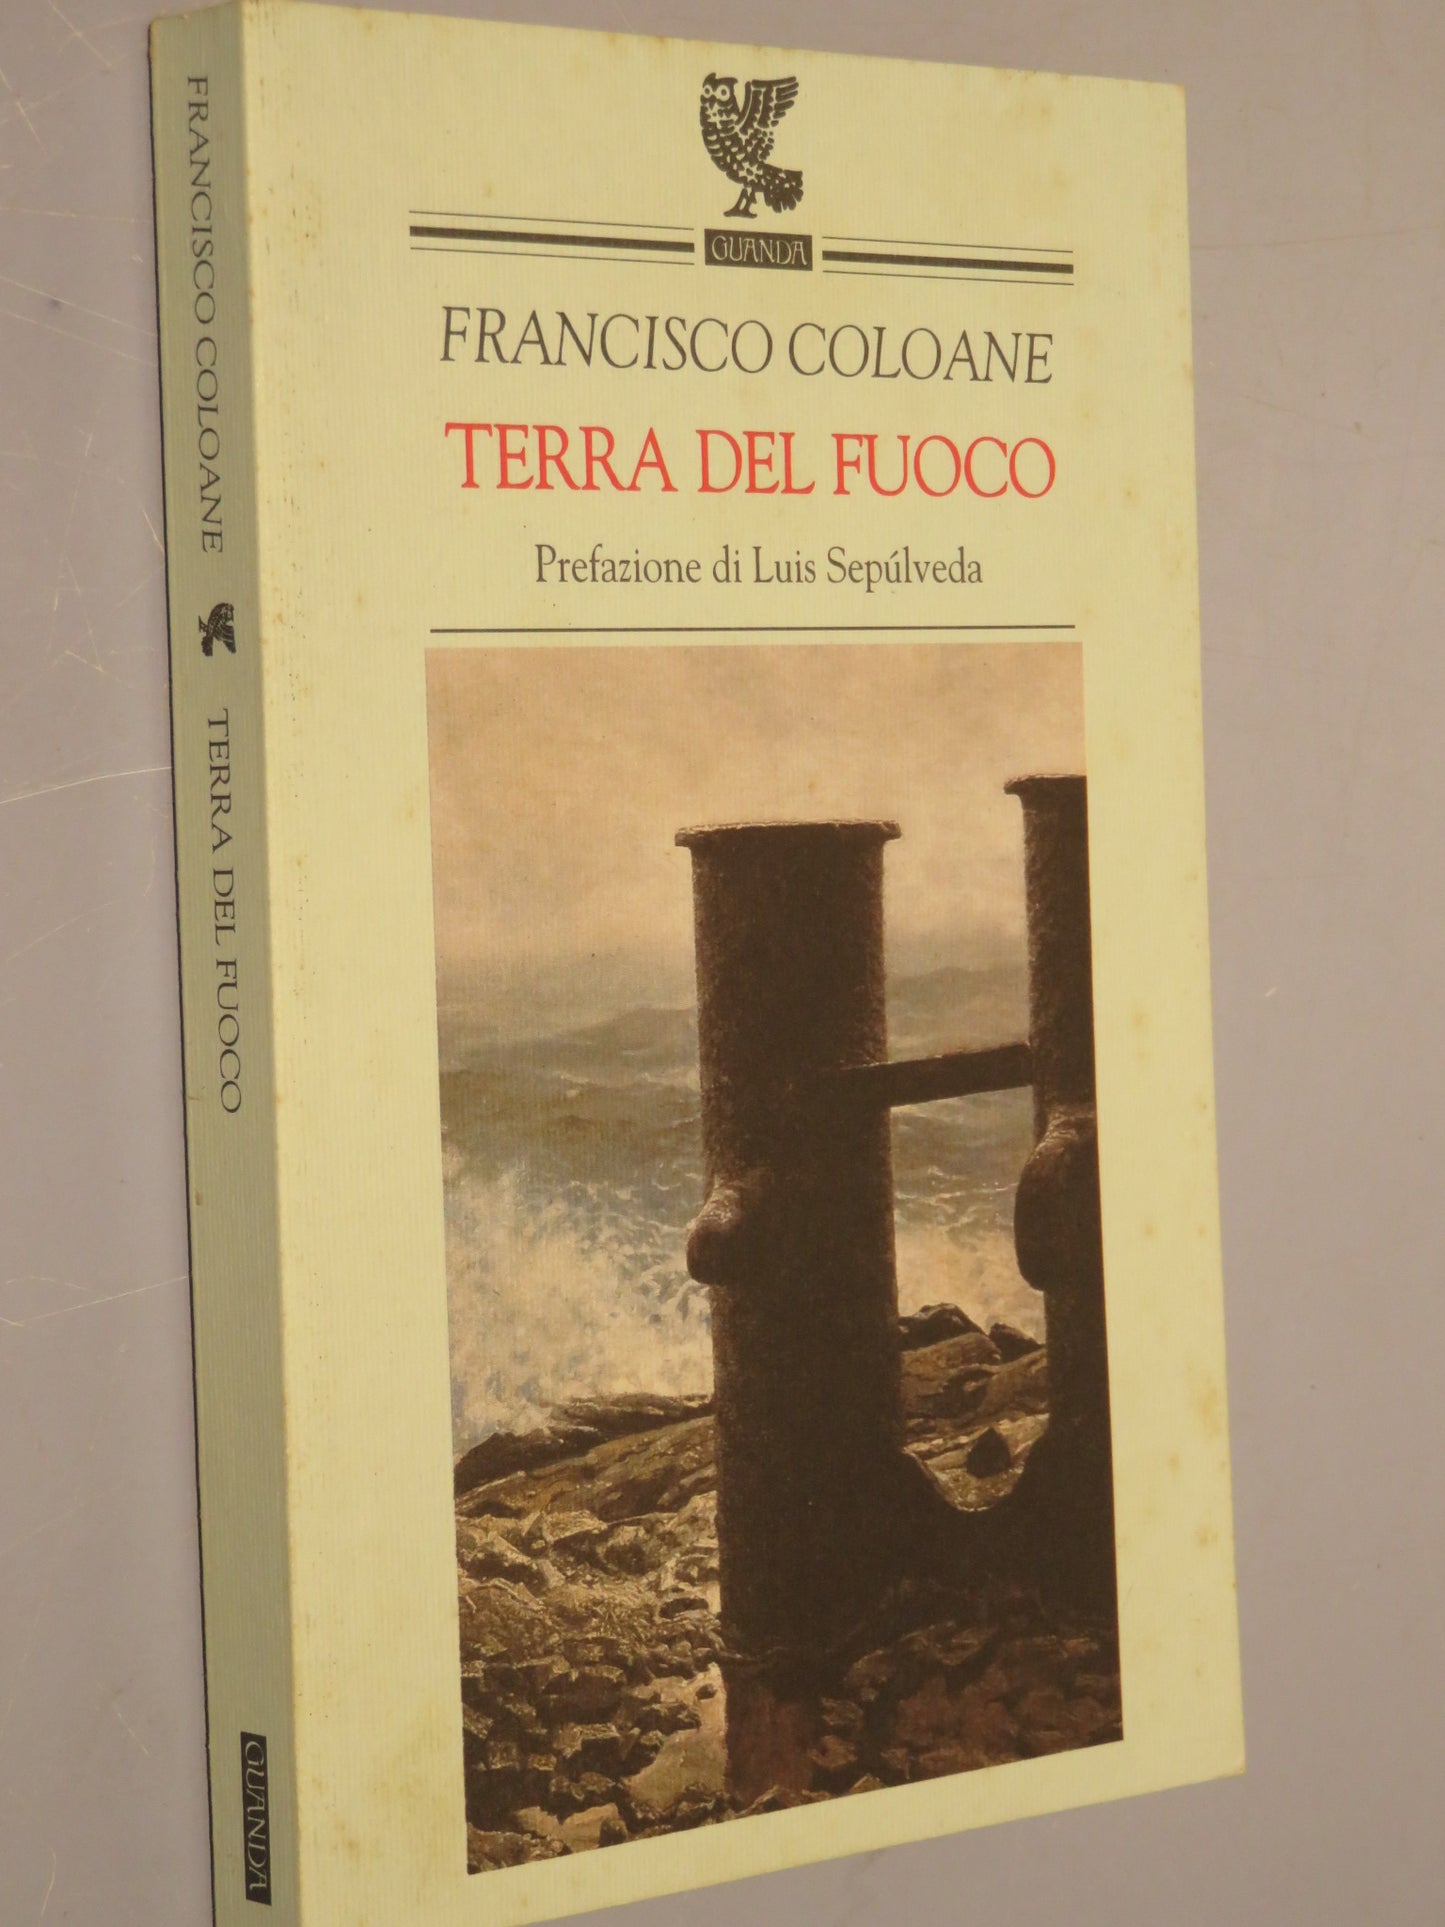 GUANDA
FRANCISCO COLOANE
TERRA DEL FUOCO
Prefazione di Luis Sepúlveda
FRANCISCO COLOANE TERRA DEL FUOCO
GUANDA